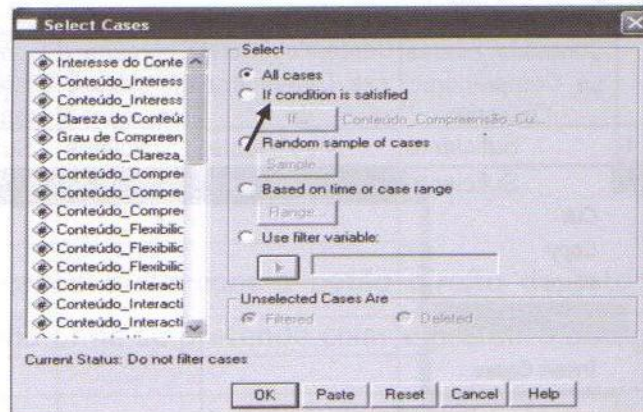 Select Cases
Interesse do Conte
Conteúdo_Interess
Conteúdo_Interess
Clareza do Conteúc
Grau de Compreen
Conteúdo_Clareza_
Conteúdo_Compre
Conteúdo_Compre
Conteúdo_Compre
Conteúdo_Flexibilic
Conteúdo_Flexibilic
Conteúdo_Flexibilic
Conteúdo_Interacti
Conteúdo_Interacti
Conteúdo_Interacti
Select
All cases
If condition is satisfied
If...
Conteúdo_Compreensão_Cu...
Random sample of cases
Sample...
Based on time or case range
Range...
Use filter variable:
Unselected Cases Are
Filtered
Deleted
Current Status: Do not filter cases
OK
Paste
Reset
Cancel
Help